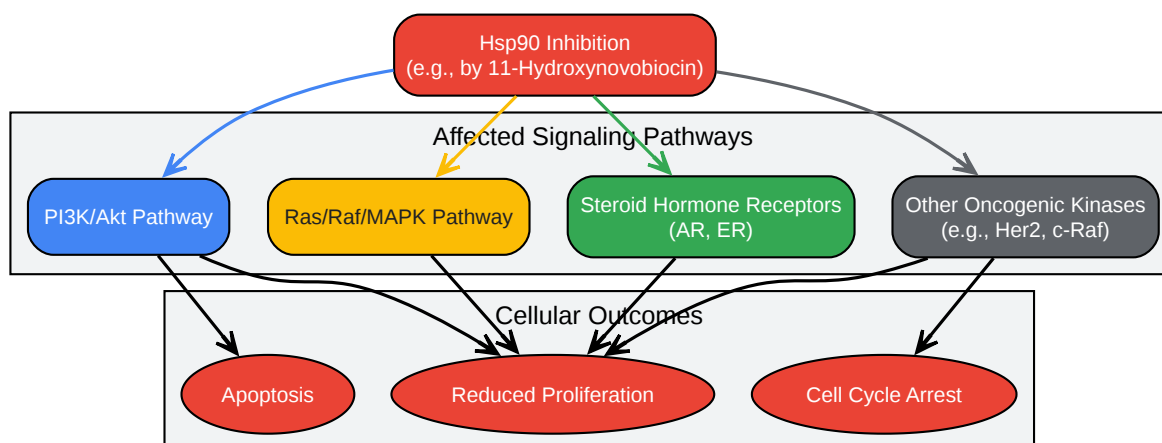 Hsp90 Inhibition
(e.g., by 11-Hydroxynovobiocin)
Affected Signaling Pathways
PI3K/Akt Pathway
Ras/Raf/MAPK Pathway
Steroid Hormone Receptors
(AR, ER)
Other Oncogenic Kinases
(e.g., Her2, c-Raf)
Cellular Outcomes
Apoptosis
Reduced Proliferation
Cell Cycle Arrest